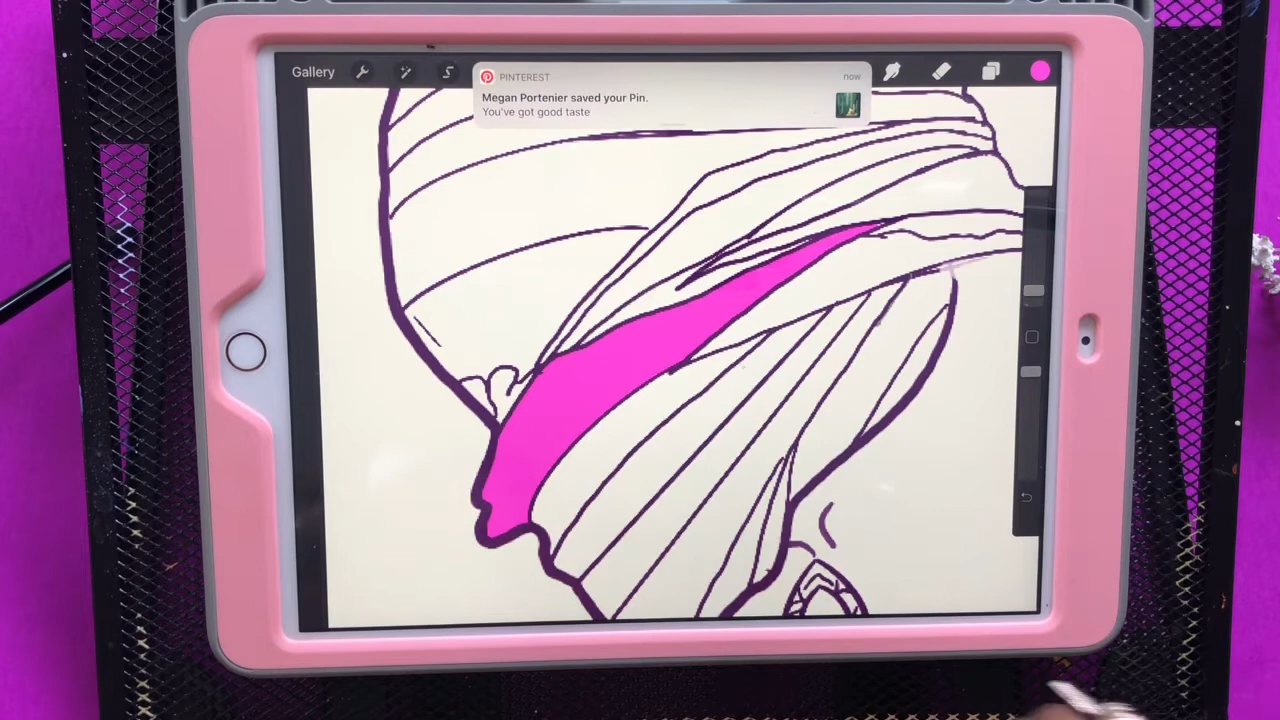 Gallery
PINTEREST
now
Megan Portenier saved your Pin.
You've got good taste